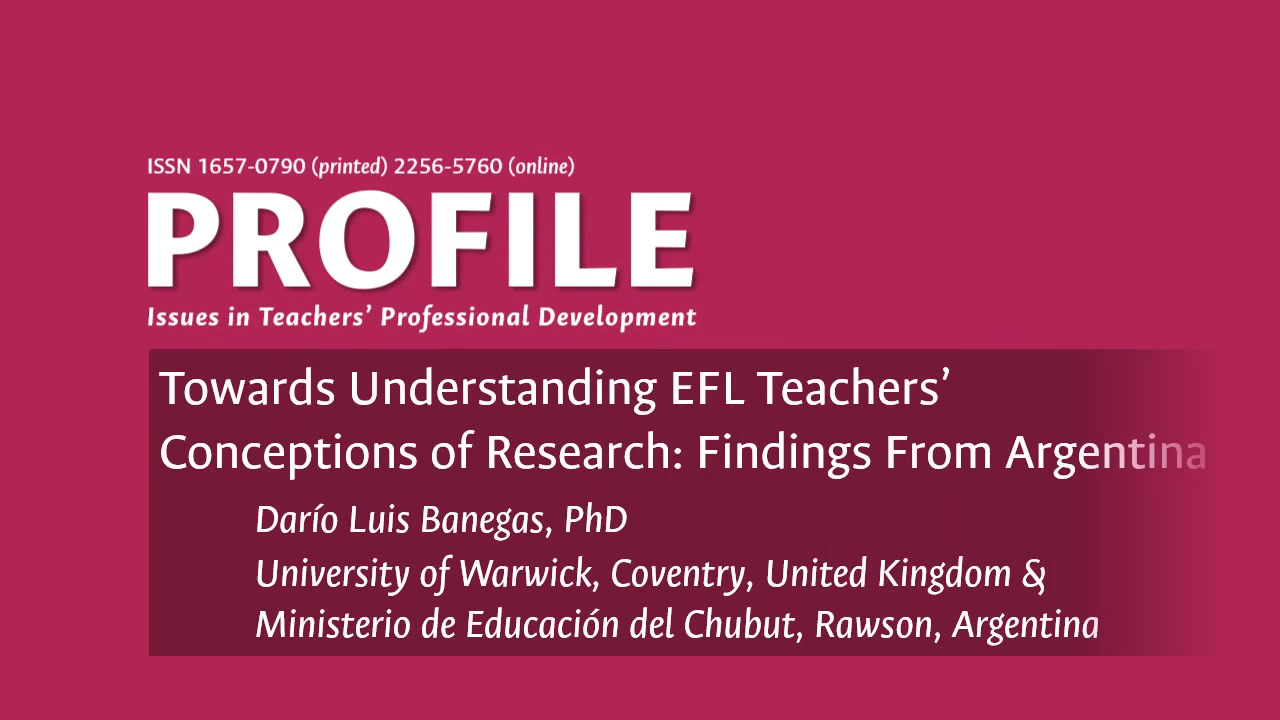 ISSN 1657-0790 (printed) 2256-5760 (online)
PROFILE
Issues in Teachers’ Professional Development
Towards Understanding EFL Teachers’
Conceptions of Research: Findings From Argentina
Darío Luis Banegas, PhD
University of Warwick, Coventry, United Kingdom &
Ministerio de Educación del Chubut, Rawson, Argentina